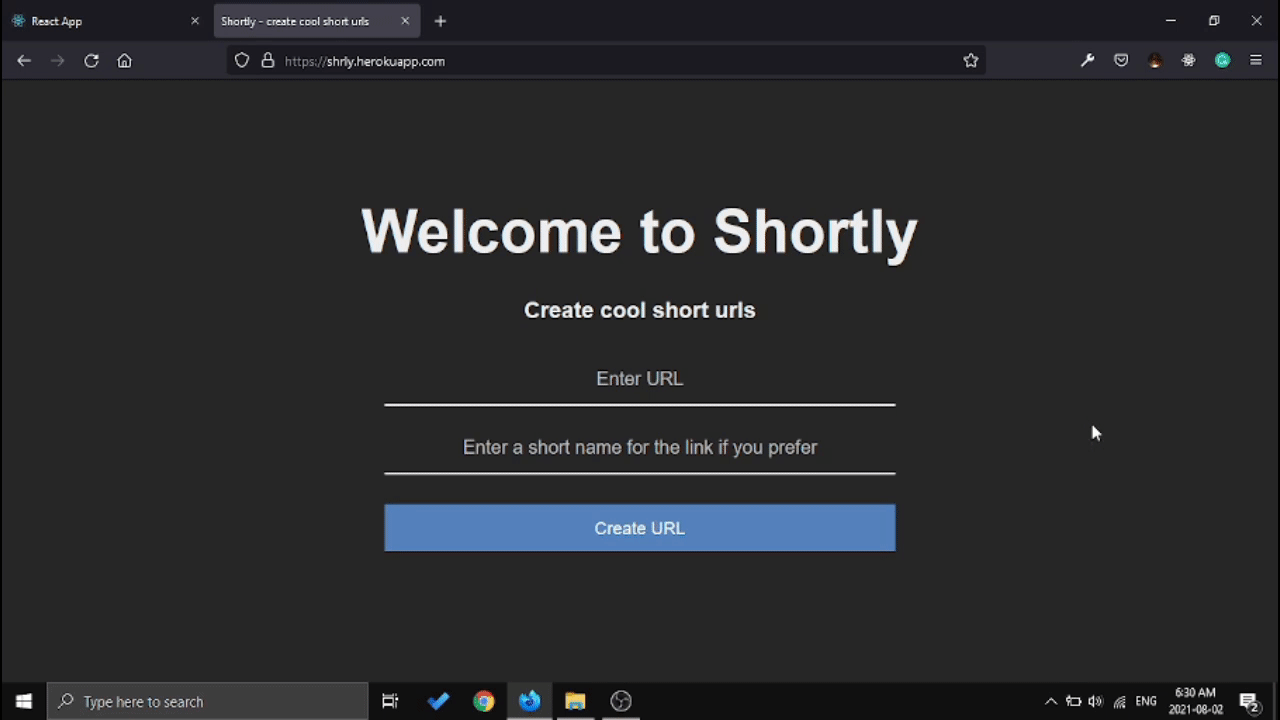 React App
Shortly - create cool short urls
https://shrly.herokuapp.com
Welcome to Shortly
Create cool short urls
Enter URL
Enter a short name for the link if you prefer
Create URL
Type here to search
ENG
6:30 AM
2021-08-02
2